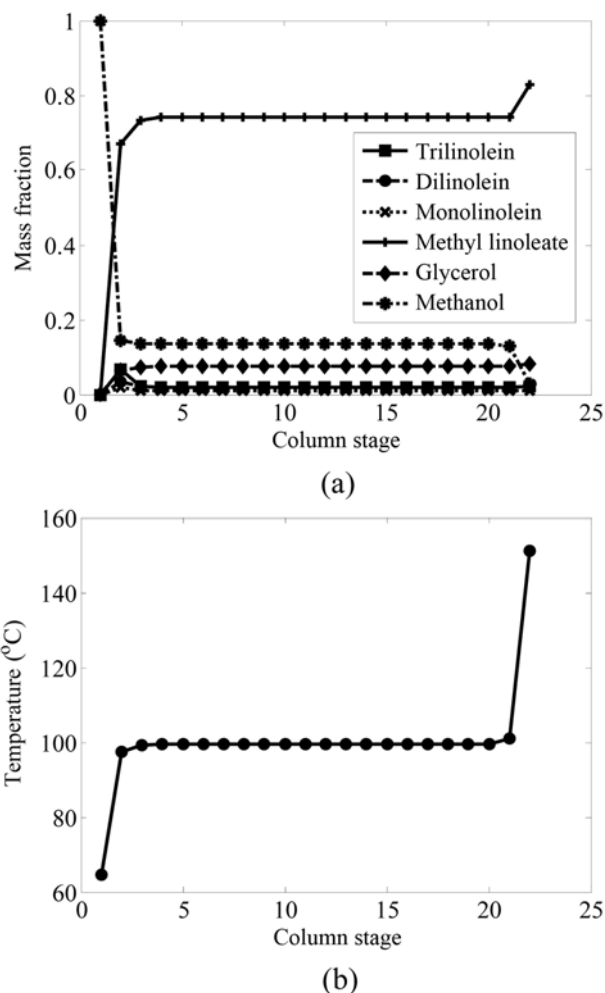 1
0.8
0.6
0.4
0.2
0
Mass fraction
Trilinolein
Dilinolein
Monolinolein
Methyl linoleate
Glycerol
Methanol
0 5 10 15 20 25
Column stage
(a)
160
140
120
100
80
60
Temperature (°C)
0 5 10 15 20 25
Column stage
(b)